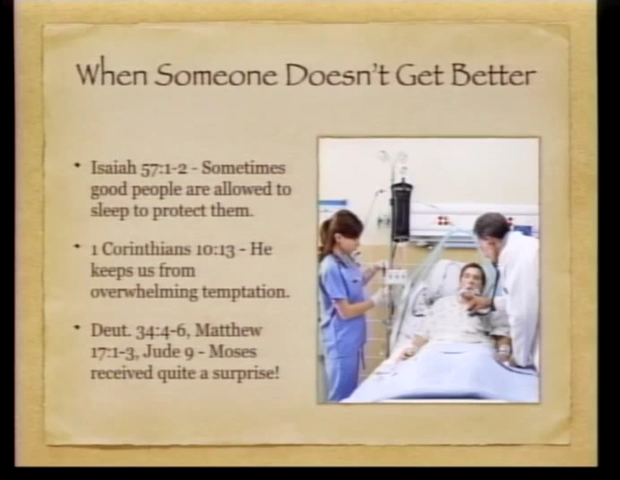 When Someone Doesn't Get Better
• Isaiah 57:1-2 - Sometimes
good people are allowed to
sleep to protect them.
• 1 Corinthians 10:13 - He
keeps us from
overwhelming temptation.
• Deut. 34:4-6, Matthew
17:1-3, Jude 9 - Moses
received quite a surprise!